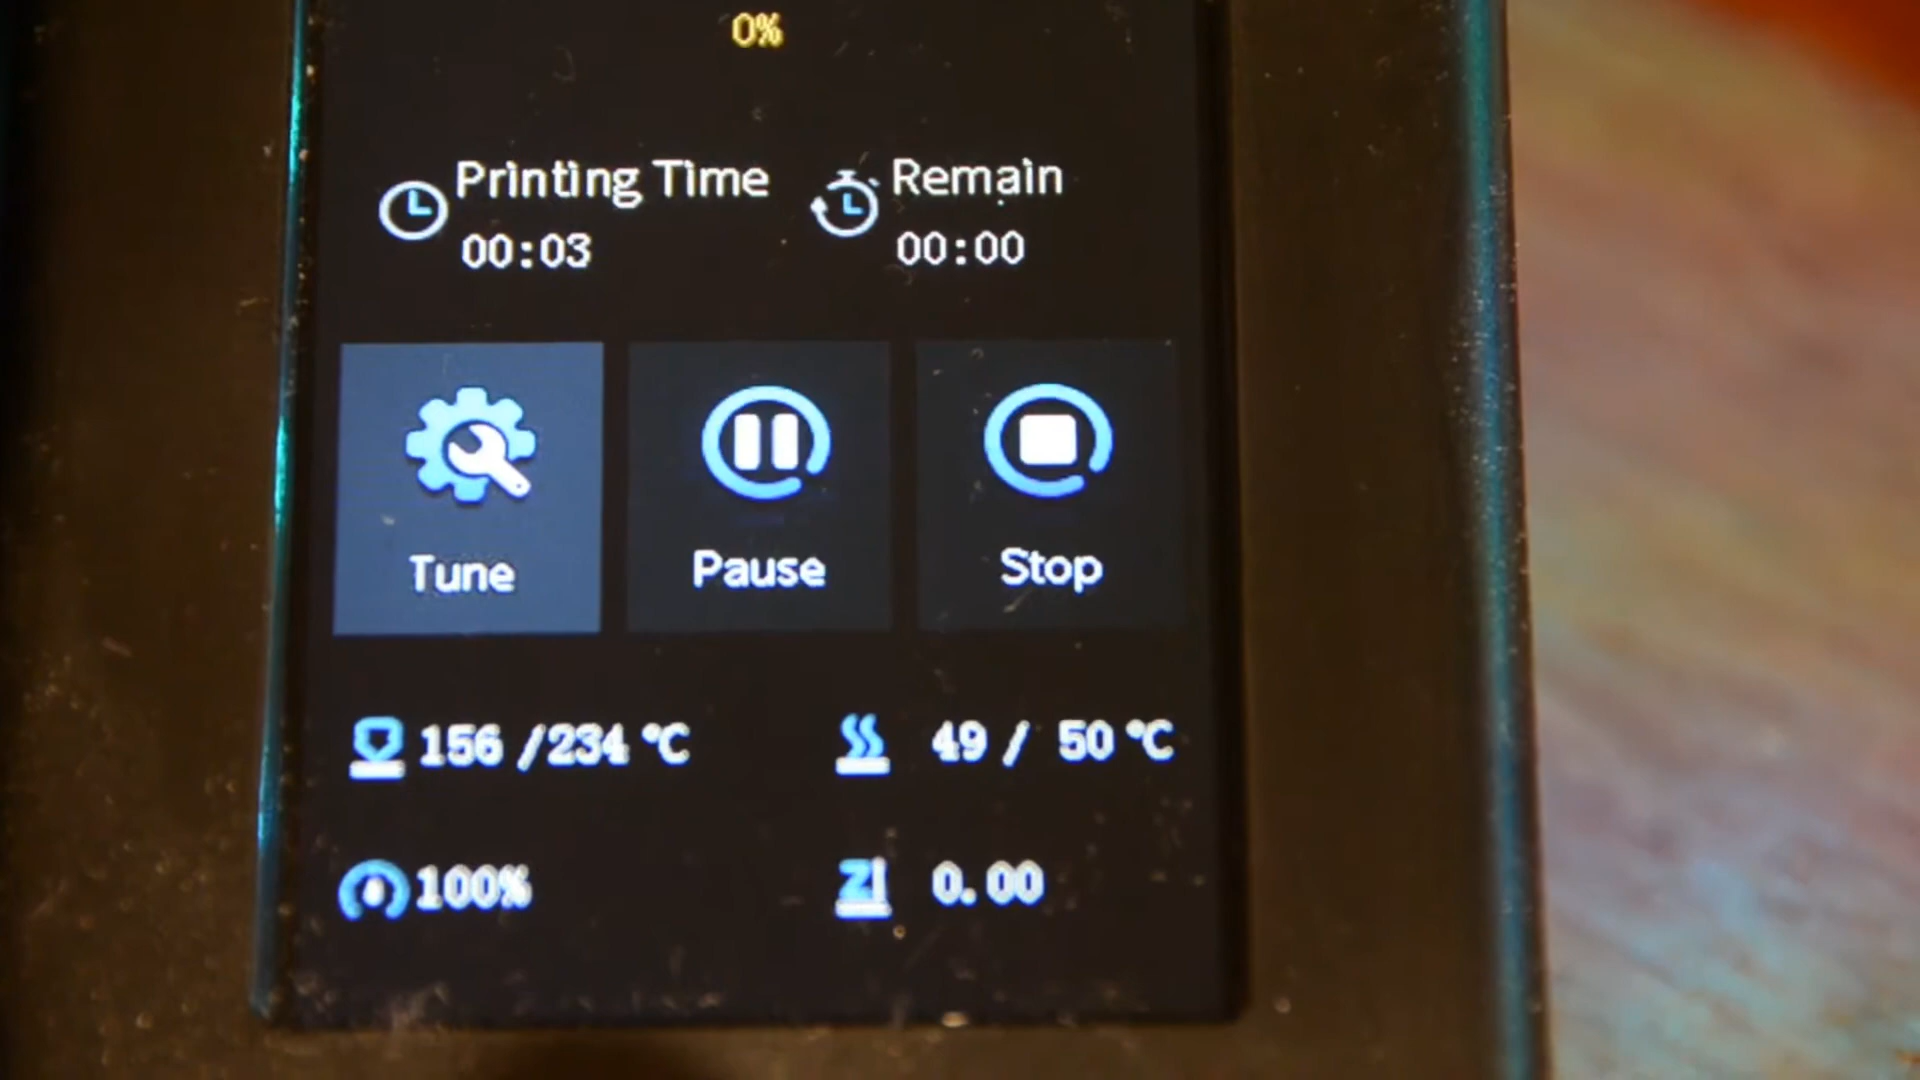 0%
Printing Time
00:03
Remain
00:00
Tune
Pause
Stop
156 /234 °C
49 / 50 °C
100%
Z
0.00